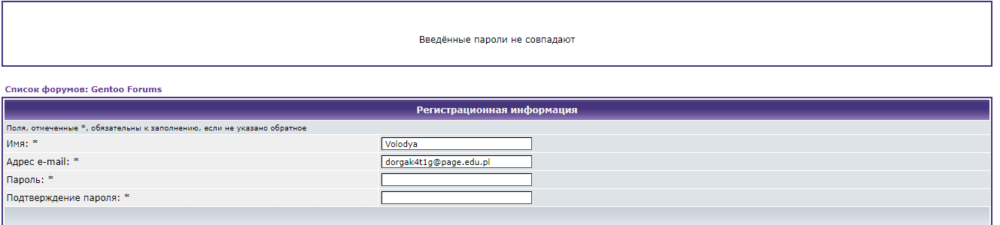 Введённые пароли не совпадают
Список форумов: Gentoo Forums
Регистрационная информация
Поля, отмеченные *, обязательны к заполнению, если не указано обратное
Имя: * Volodya
Адрес e-mail: * dorgak4t1g@page.edu.pl
Пароль: *
Подтверждение пароля: *